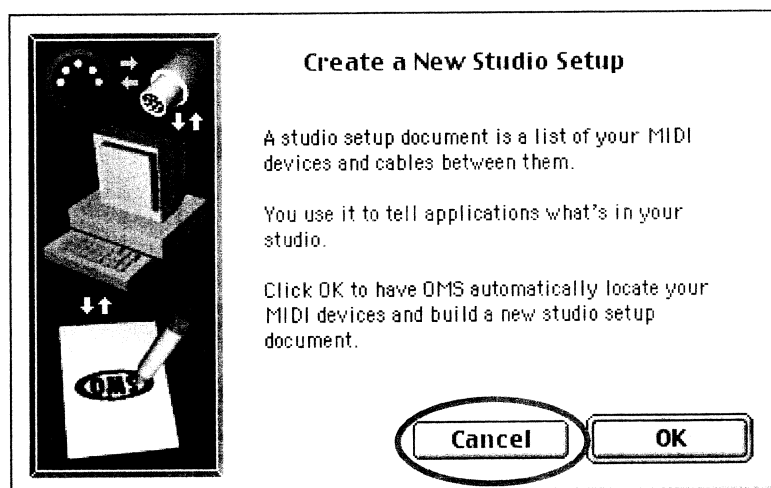 Create a New Studio Setup
A studio setup document is a list of your MIDI
devices and cables between them.
You use it to tell applications what's in your
studio.
Click OK to have OMS automatically locate your
MIDI devices and build a new studio setup
document.
OMS
Cancel
OK